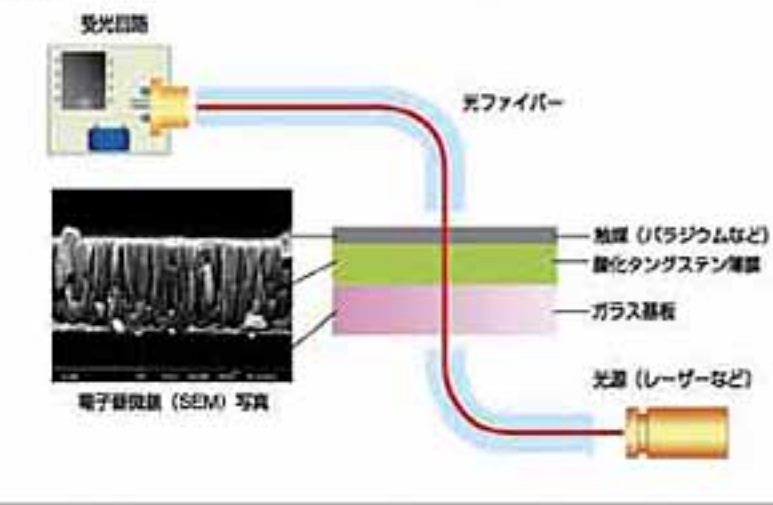 受光回路
光ファイバー
触媒（パラジウムなど）
酸化タングステン薄膜
ガラス基板
光源（レーザーなど）
電子顕微鏡（SEM）写真